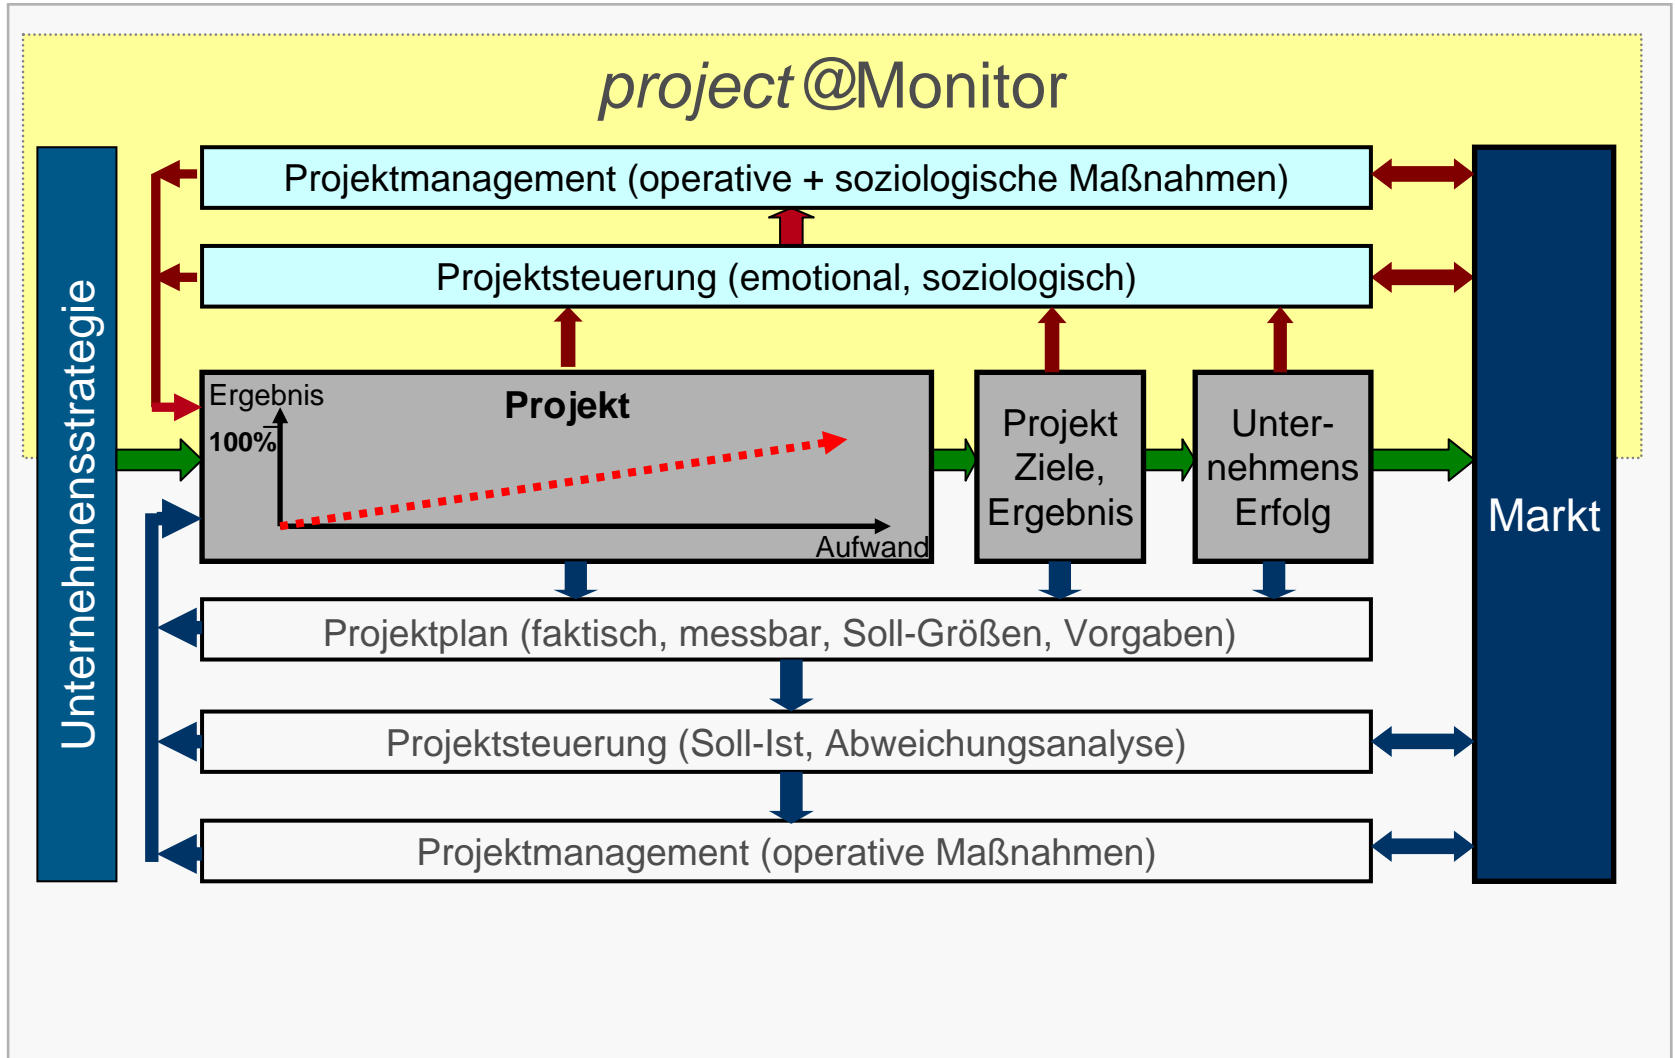 project@Monitor
Unternehmensstrategie
Projektmanagement (operative + soziologische Maßnahmen)
Projektsteuerung (emotional, soziologisch)
Ergebnis
100%
Projekt
Aufwand
Projekt
Ziele,
Ergebnis
Unter-
nehmens
Erfolg
Markt
Projektplan (faktisch, messbar, Soll-Größen, Vorgaben)
Projektsteuerung (Soll-Ist, Abweichungsanalyse)
Projektmanagement (operative Maßnahmen)